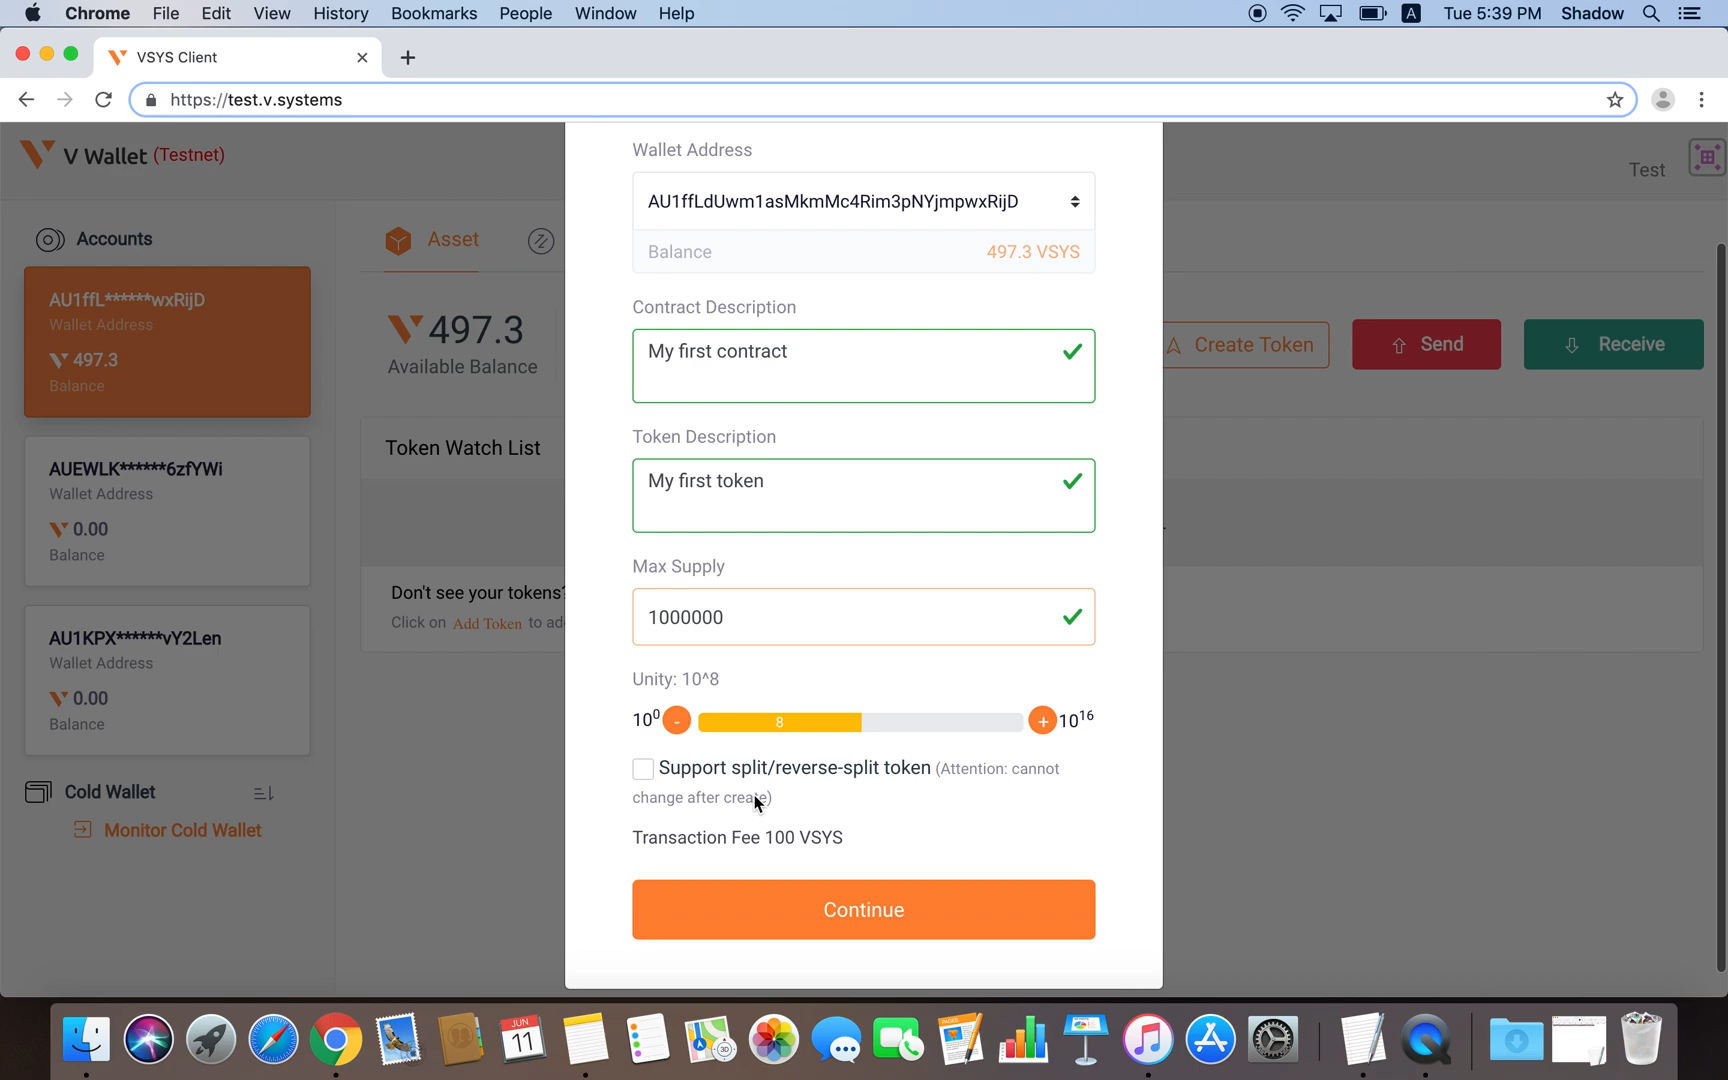 Chrome File Edit View History Bookmarks People Window Help A Tue 5:39 PM Shadow
VSYS Client
https://test.v.systems
V Wallet (Testnet)
Test
Accounts
AU1ffL******wxRijD
Wallet Address
497.3
Balance
AUEWLK******6zfYWi
Wallet Address
0.00
Balance
AU1KPX******vY2Len
Wallet Address
0.00
Balance
Cold Wallet
Monitor Cold Wallet
Asset
497.3
Available Balance
Create Token
Send
Receive
Token Watch List
Don't see your tokens?
Click on Add Token to ad
Wallet Address
AU1ffLdUwm1asMkmMc4Rim3pNYjmpwxRijD
Balance 497.3 VSYS
Contract Description
My first contract
Token Description
My first token
Max Supply
1000000
Unity: 10^8
10⁰ - 8 + 10¹⁶
Support split/reverse-split token (Attention: cannot
change after create)
Transaction Fee 100 VSYS
Continue
JUN
11
PAGES